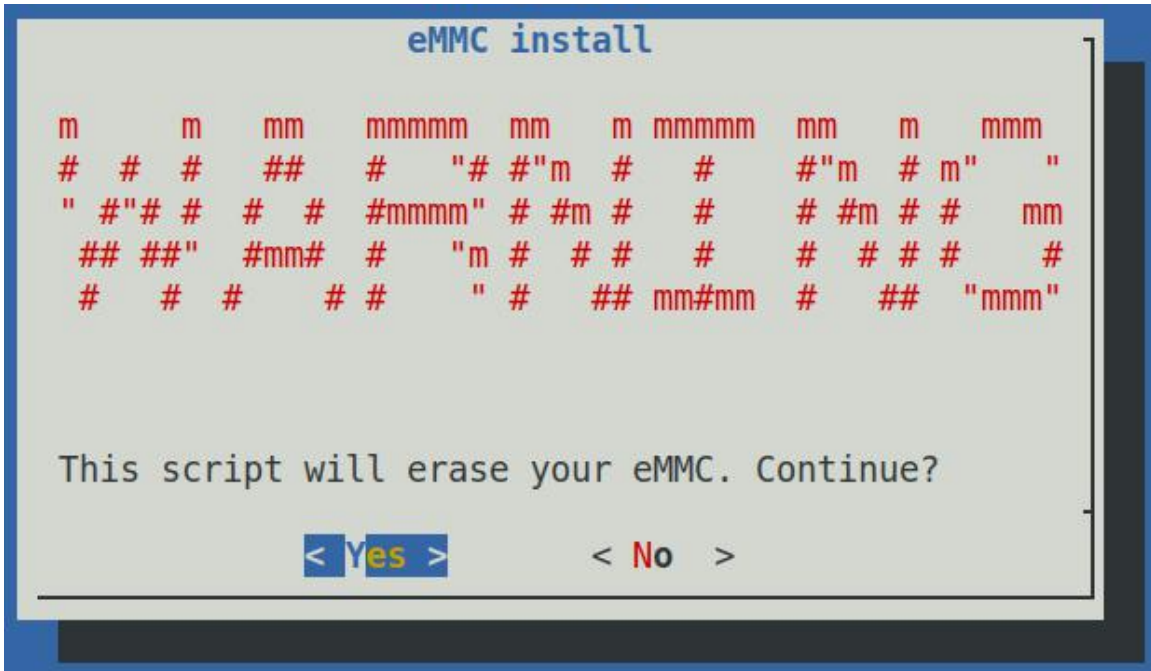 eMMC install
WARNING
This script will erase your eMMC. Continue?
< Yes > < No >